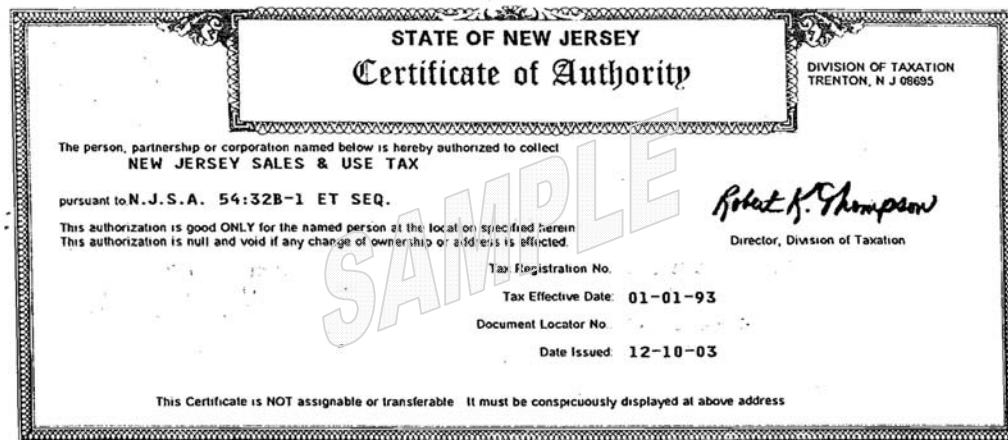 STATE OF NEW JERSEY
Certificate of Authority
DIVISION OF TAXATION
TRENTON, N J 08695
The person, partnership or corporation named below is hereby authorized to collect
NEW JERSEY SALES & USE TAX
pursuant to N.J.S.A. 54:32B-1 ET SEQ.
This authorization is good ONLY for the named person at the location specified herein
This authorization is null and void if any change of ownership or address is effected.
Robert K. Thompson
Director, Division of Taxation
Tax Registration No.
Tax Effective Date: 01-01-93
Document Locator No
Date Issued: 12-10-03
SAMPLE
This Certificate is NOT assignable or transferable It must be conspicuously displayed at above address